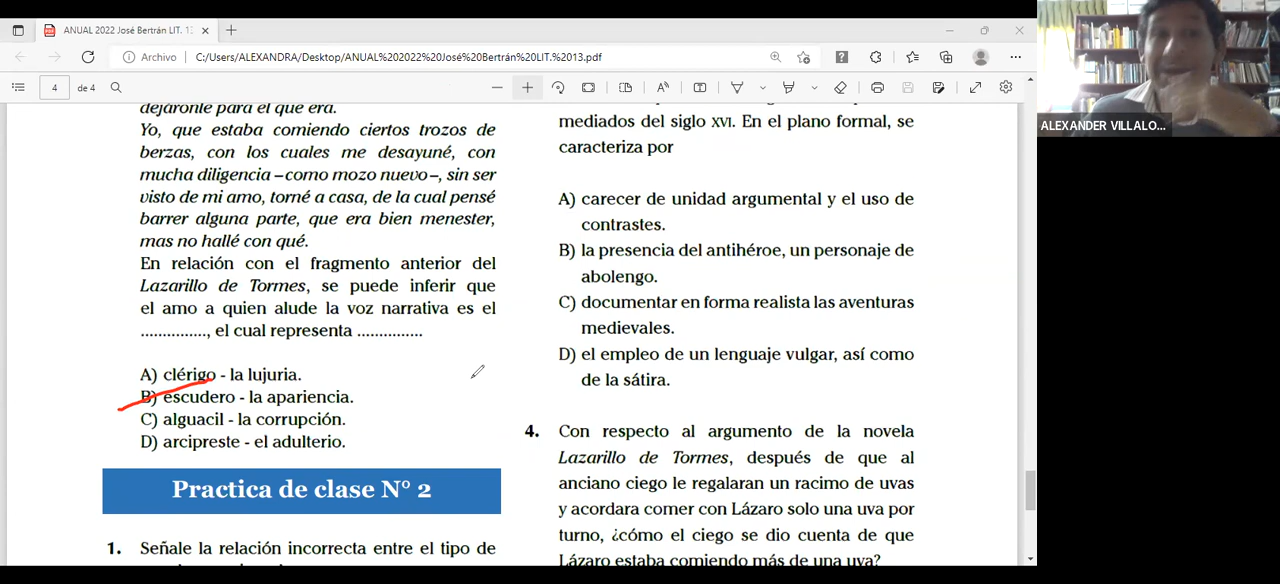 ANUAL 2022 José Bertrán LIT. 1
Archivo
C:/Users/ALEXANDRA/Desktop/ANUAL%202022%20José%20Bertrán%20LIT.%2013.pdf
4 de 4
ALEXANDER VILLALO...
dejáronle para el que era.
Yo, que estaba comiendo ciertos trozos de
berzas, con los cuales me desayuné, con
mucha diligencia –como mozo nuevo–, sin ser
visto de mi amo, torné a casa, de la cual pensé
barrer alguna parte, que era bien menester,
mas no hallé con qué.
En relación con el fragmento anterior del
Lazarillo de Tormes, se puede inferir que
el amo a quien alude la voz narrativa es el
..............., el cual representa ..............
A) clérigo - la lujuria.
B) escudero - la apariencia.
C) alguacil - la corrupción.
D) arcipreste - el adulterio.
Practica de clase N° 2
1. Señale la relación incorrecta entre el tipo de
mediados del siglo XVI. En el plano formal, se
caracteriza por
A) carecer de unidad argumental y el uso de
contrastes.
B) la presencia del antihéroe, un personaje de
abolengo.
C) documentar en forma realista las aventuras
medievales.
D) el empleo de un lenguaje vulgar, así como
de la sátira.
4. Con respecto al argumento de la novela
Lazarillo de Tormes, después de que al
anciano ciego le regalaran un racimo de uvas
y acordara comer con Lázaro solo una uva por
turno, ¿cómo el ciego se dio cuenta de que
Lázaro estaba comiendo más de una uva?